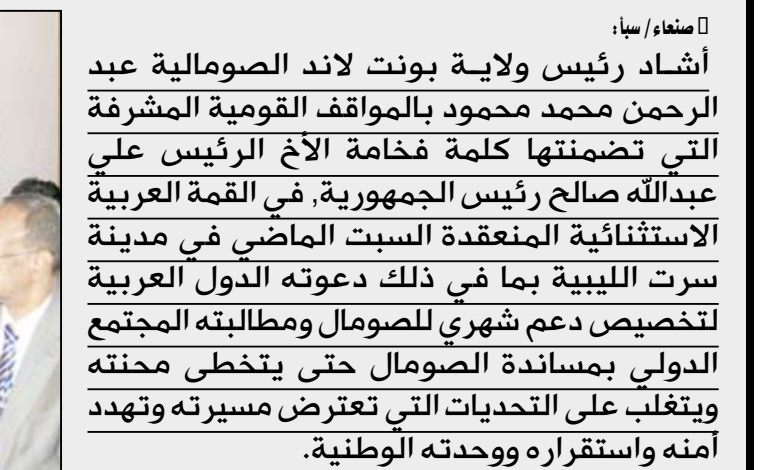 صنعاء / سبأ:
أشـاد رئيس ولايـة بونت لاند الصومالية عبد
الرحمن محمد محمود بالمواقف القومية المشرفة
التي تضمنتها كلمة فخامة الأخ الرئيس علي
عبدالله صالح رئيس الجمهورية, في القمة العربية
الاستثنائية المنعقدة السبت الماضي في مدينة
سرت الليبية بما في ذلك دعوته الدول العربية
لتخصيص دعم شهري للصومال ومطالبته المجتمع
الدولي بمساندة الصومال حتى يتخطى محنته
ويتغلب على التحديات التي تعترض مسيرته وتهدد
أمنه واستقراره ووحدته الوطنية.